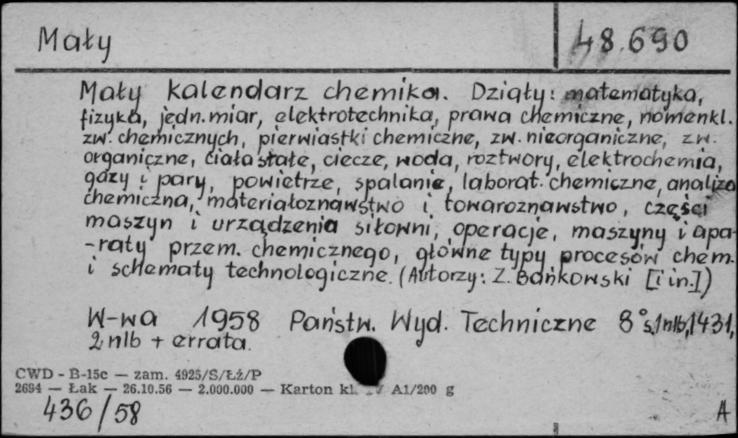 Mały 48.690
Mały kalendarz chemika. Działy: matematyka,
fizyka, jedn. miar, elektrotechnika, prawa chemiczne, nomenkl.
zw. chemicznych, pierwiastki chemiczne, zw. nieorganiczne, zw.
organiczne, ciała stałe, ciecze, woda, roztwory, elektrochemia,
gazy i pary, powietrze, spalanie, laborat. chemiczne, analiza
chemiczna, materiałoznawstwo i towaroznawstwo, części
maszyn i urządzenia siłowni, operacje, maszyny i apa-
-raty przem. chemicznego, główne typy procesów chem.
i schematy technologiczne. (Autorzy: Z. Bańkowski [i in.])
W-wa 1958 Państw. Wyd. Techniczne 8° s. 1 nlb, 1431,
2 nlb + errata.
CWD - B-15c — zam. 4925/S/Łż/P
2694 — Łak — 26.10.56 — 2.000.000 — Karton kl. IV A1/200 g
436/58 A